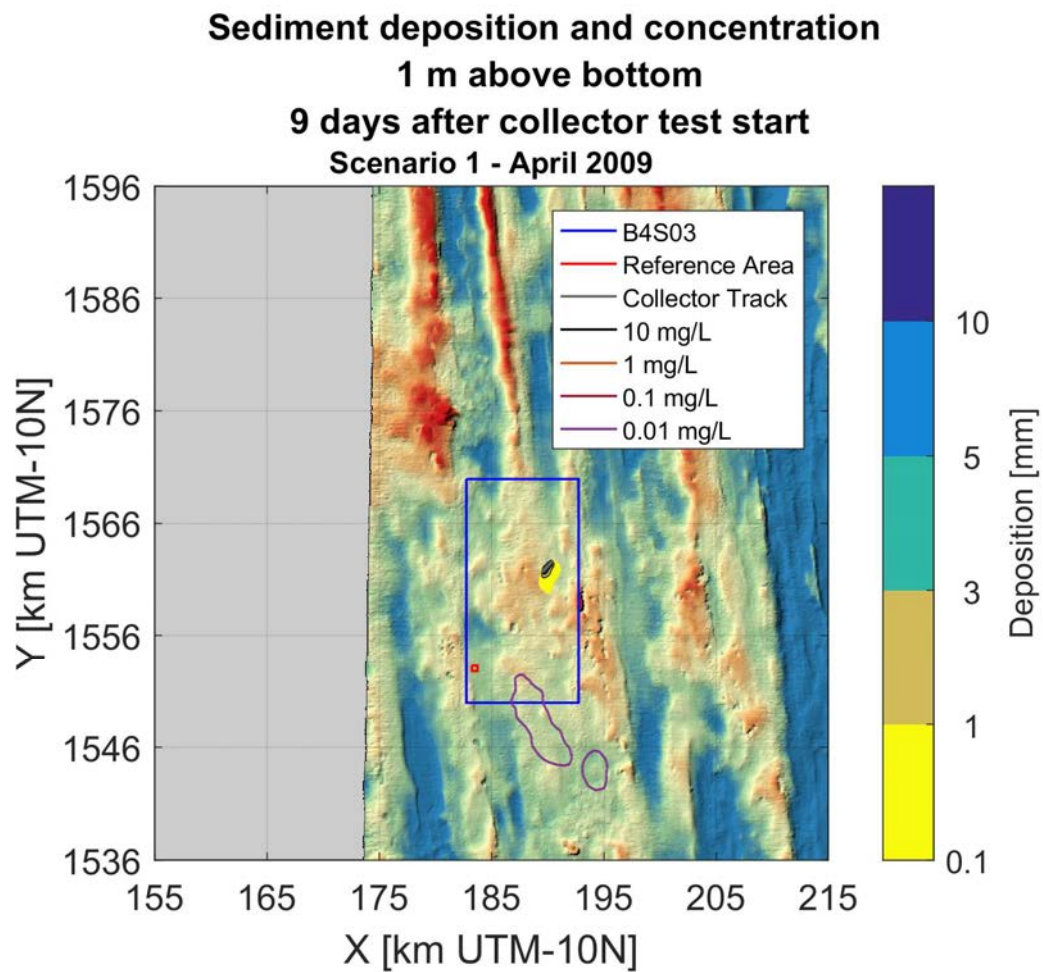 Sediment deposition and concentration
1 m above bottom
9 days after collector test start
Scenario 1 - April 2009
1596
1586
1576
1566
1556
1546
1536
Y [km UTM-10N]
155
165
175
185
195
205
215
X [km UTM-10N]
B4S03
Reference Area
Collector Track
10 mg/L
1 mg/L
0.1 mg/L
0.01 mg/L
10
5
3
1
0.1
Deposition [mm]